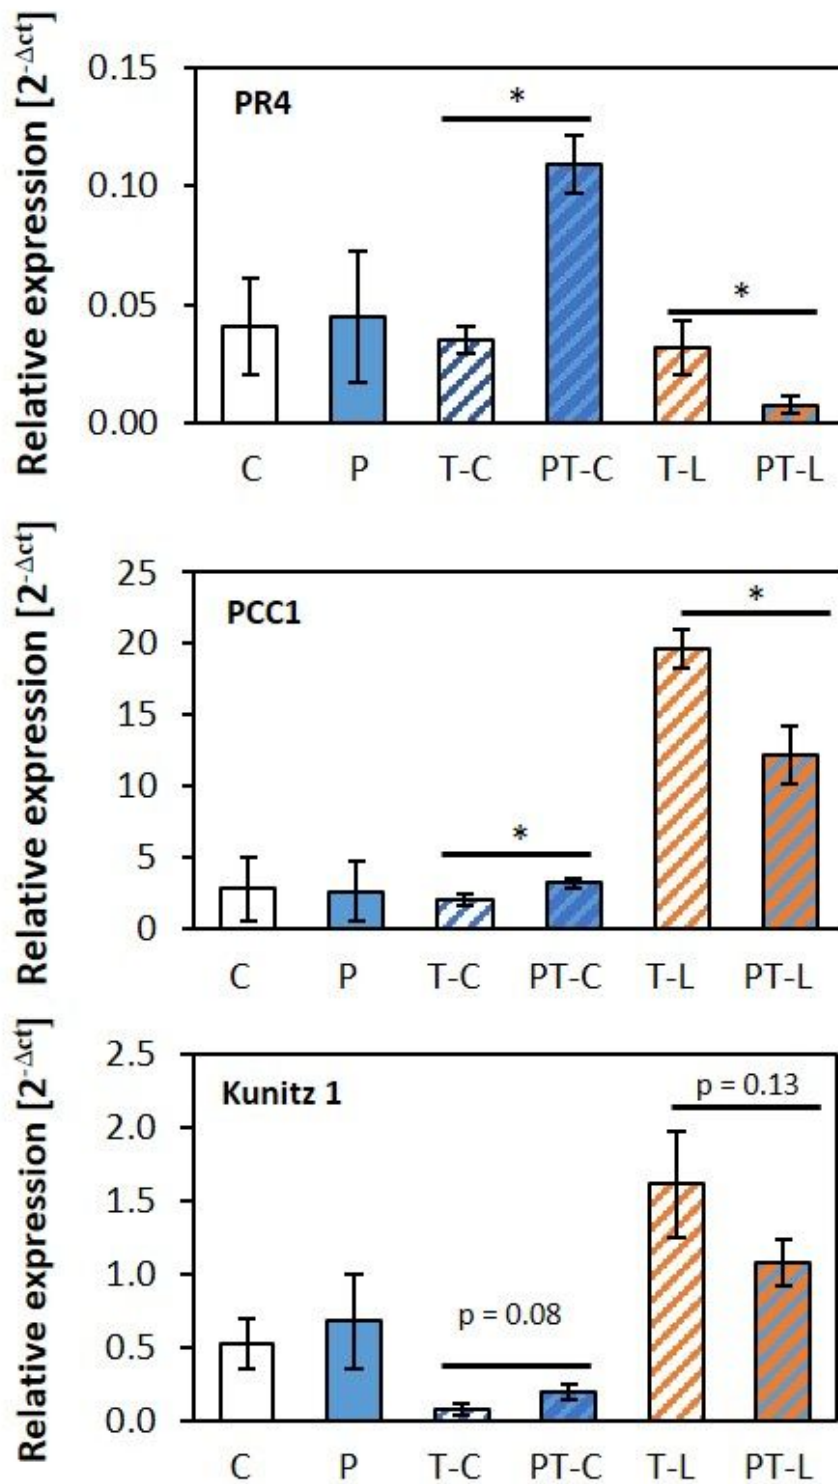 Relative expression [2^-Δct]
0.15
PR4
*
0.10
0.05
*
0.00
C P T-C PT-C T-L PT-L
Relative expression [2^-Δct]
25
PCC1
*
20
15
10
*
5
0
C P T-C PT-C T-L PT-L
Relative expression [2^-Δct]
2.5
Kunitz 1
p = 0.13
2.0
1.5
1.0
p = 0.08
0.5
0.0
C P T-C PT-C T-L PT-L